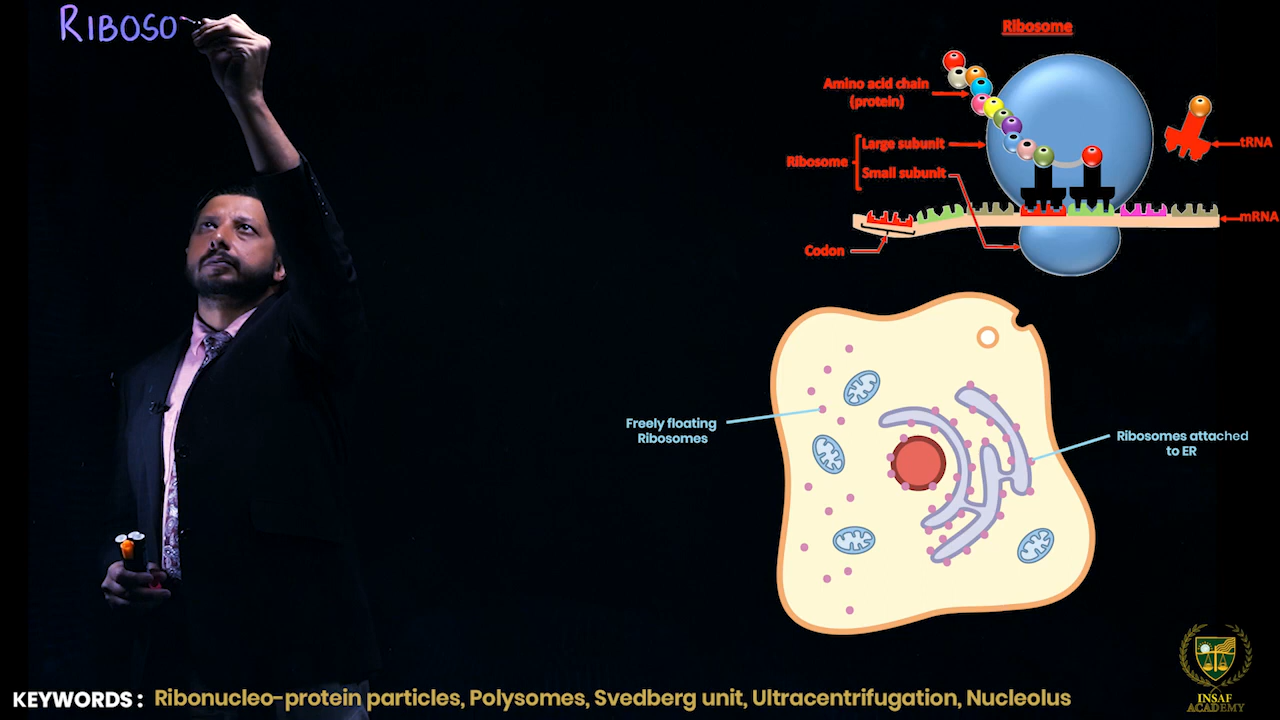 RIBOSO
Ribosome
Amino acid chain
(protein)
Ribosome
Large subunit
Small subunit
tRNA
mRNA
Codon
Freely floating
Ribosomes
Ribosomes attached
to ER
KEYWORDS : Ribonucleo-protein particles, Polysomes, Svedberg unit, Ultracentrifugation, Nucleolus
INSAF
ACADEMY